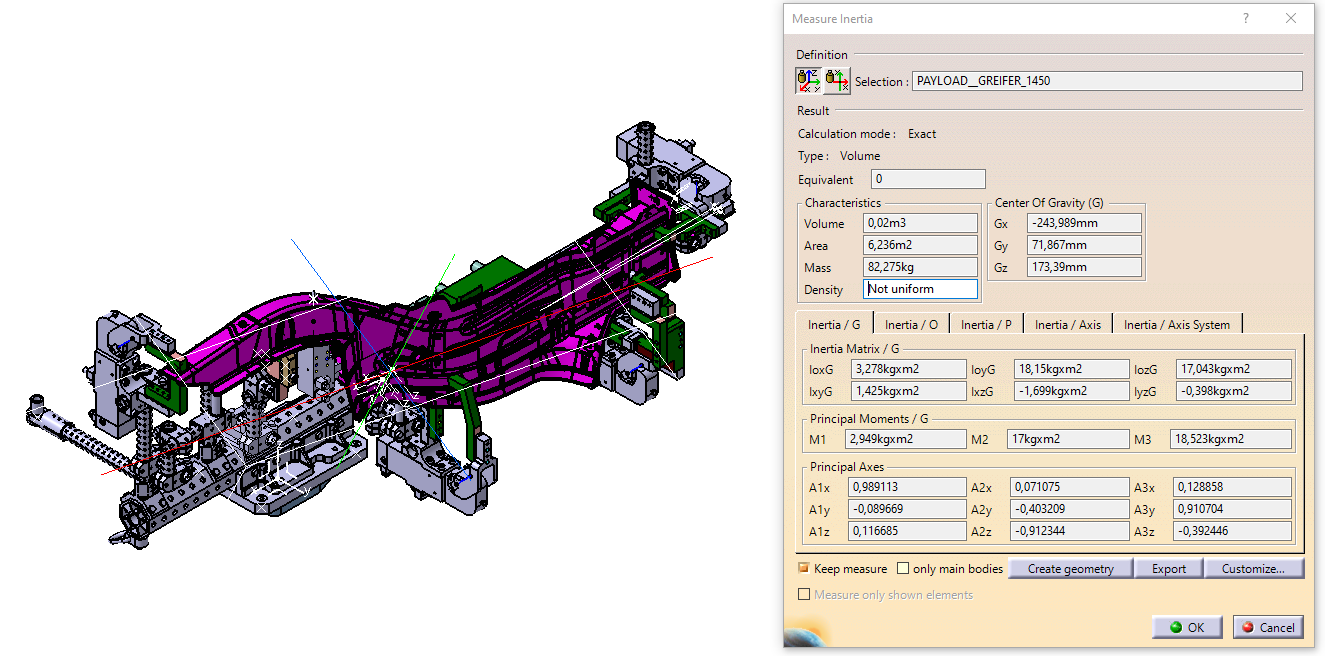 Measure Inertia ?
Definition
Selection : PAYLOAD__GREIFER_1450
Result
Calculation mode : Exact
Type : Volume
Equivalent 0
Characteristics Center Of Gravity (G)
Volume 0,02m3 Gx -243,989mm
Area 6,236m2 Gy 71,867mm
Mass 82,275kg Gz 173,39mm
Density Not uniform
Inertia / G Inertia / O Inertia / P Inertia / Axis Inertia / Axis System
Inertia Matrix / G
IoxG 3,278kgxm2 IoyG 18,15kgxm2 IozG 17,043kgxm2
IxyG 1,425kgxm2 IxzG -1,699kgxm2 IyzG -0,398kgxm2
Principal Moments / G
M1 2,949kgxm2 M2 17kgxm2 M3 18,523kgxm2
Principal Axes
A1x 0,989113 A2x 0,071075 A3x 0,128858
A1y -0,089669 A2y -0,403209 A3y 0,910704
A1z 0,116685 A2z -0,912344 A3z -0,392446
Keep measure only main bodies Create geometry Export Customize...
Measure only shown elements
OK Cancel